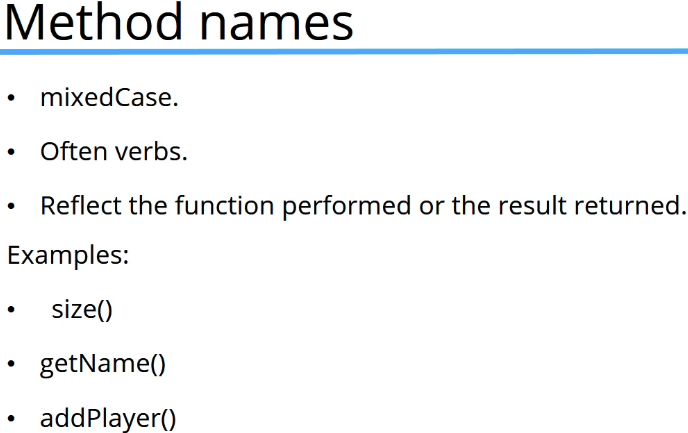 Method names
• mixedCase.
• Often verbs.
• Reflect the function performed or the result returned.
Examples:
• size()
• getName()
• addPlayer()